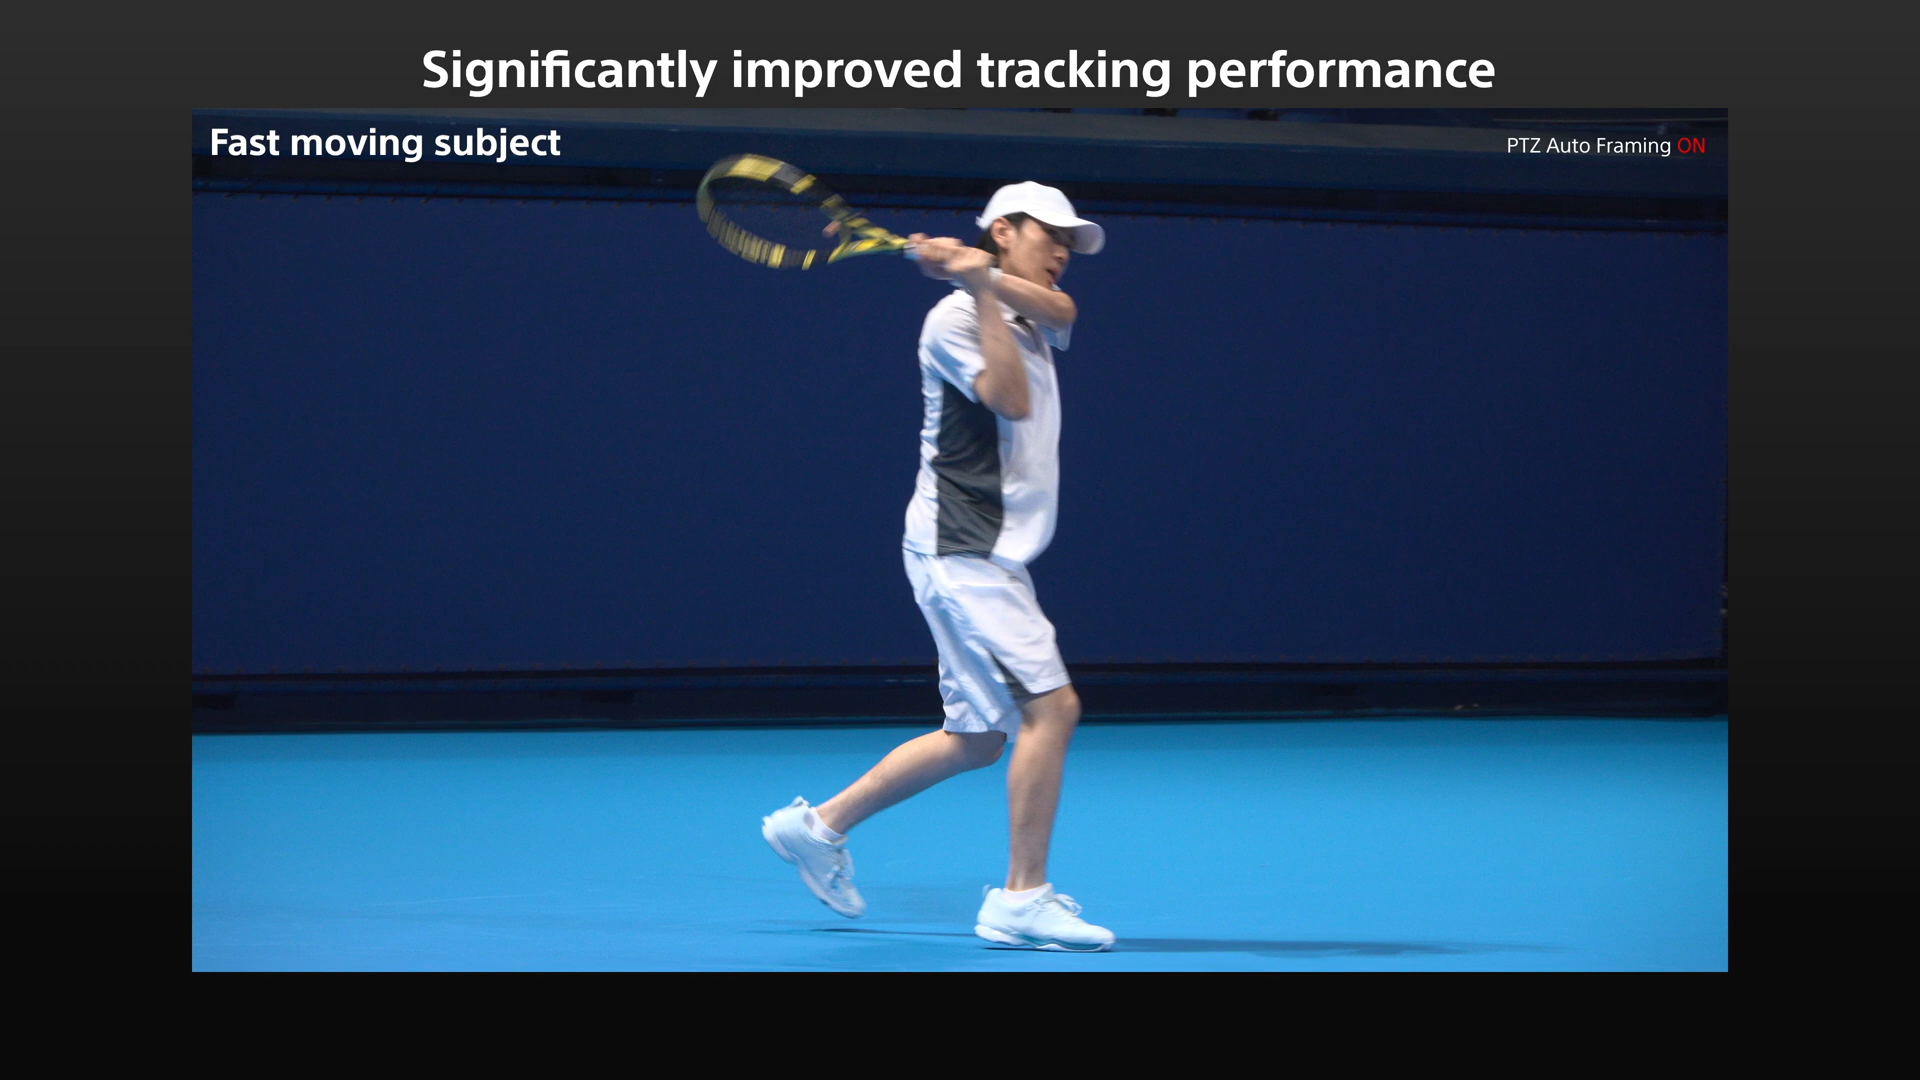 Significantly improved tracking performance
Fast moving subject
PTZ Auto Framing ON